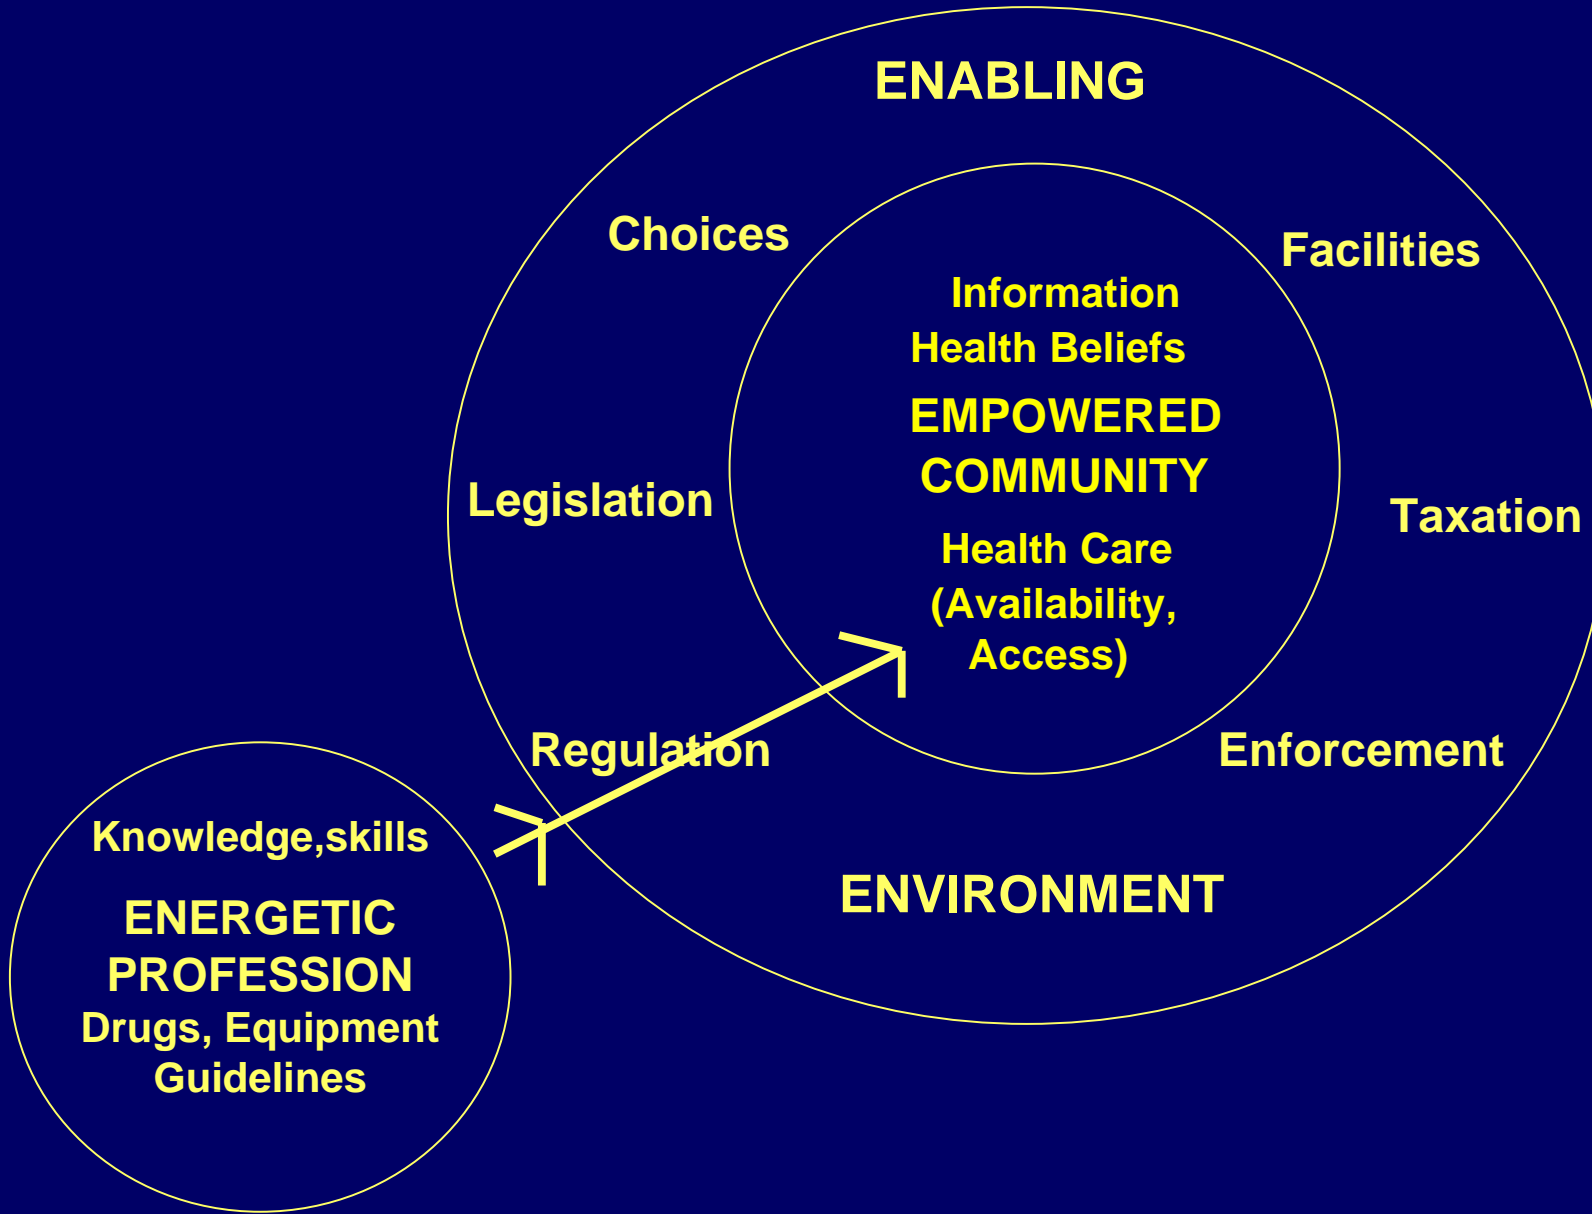 ENABLING
Choices
Facilities
Information
Health Beliefs
EMPOWERED
COMMUNITY
Legislation
Taxation
Health Care
(Availability,
Access)
Regulation
Enforcement
ENVIRONMENT
Knowledge,skills
ENERGETIC
PROFESSION
Drugs, Equipment
Guidelines